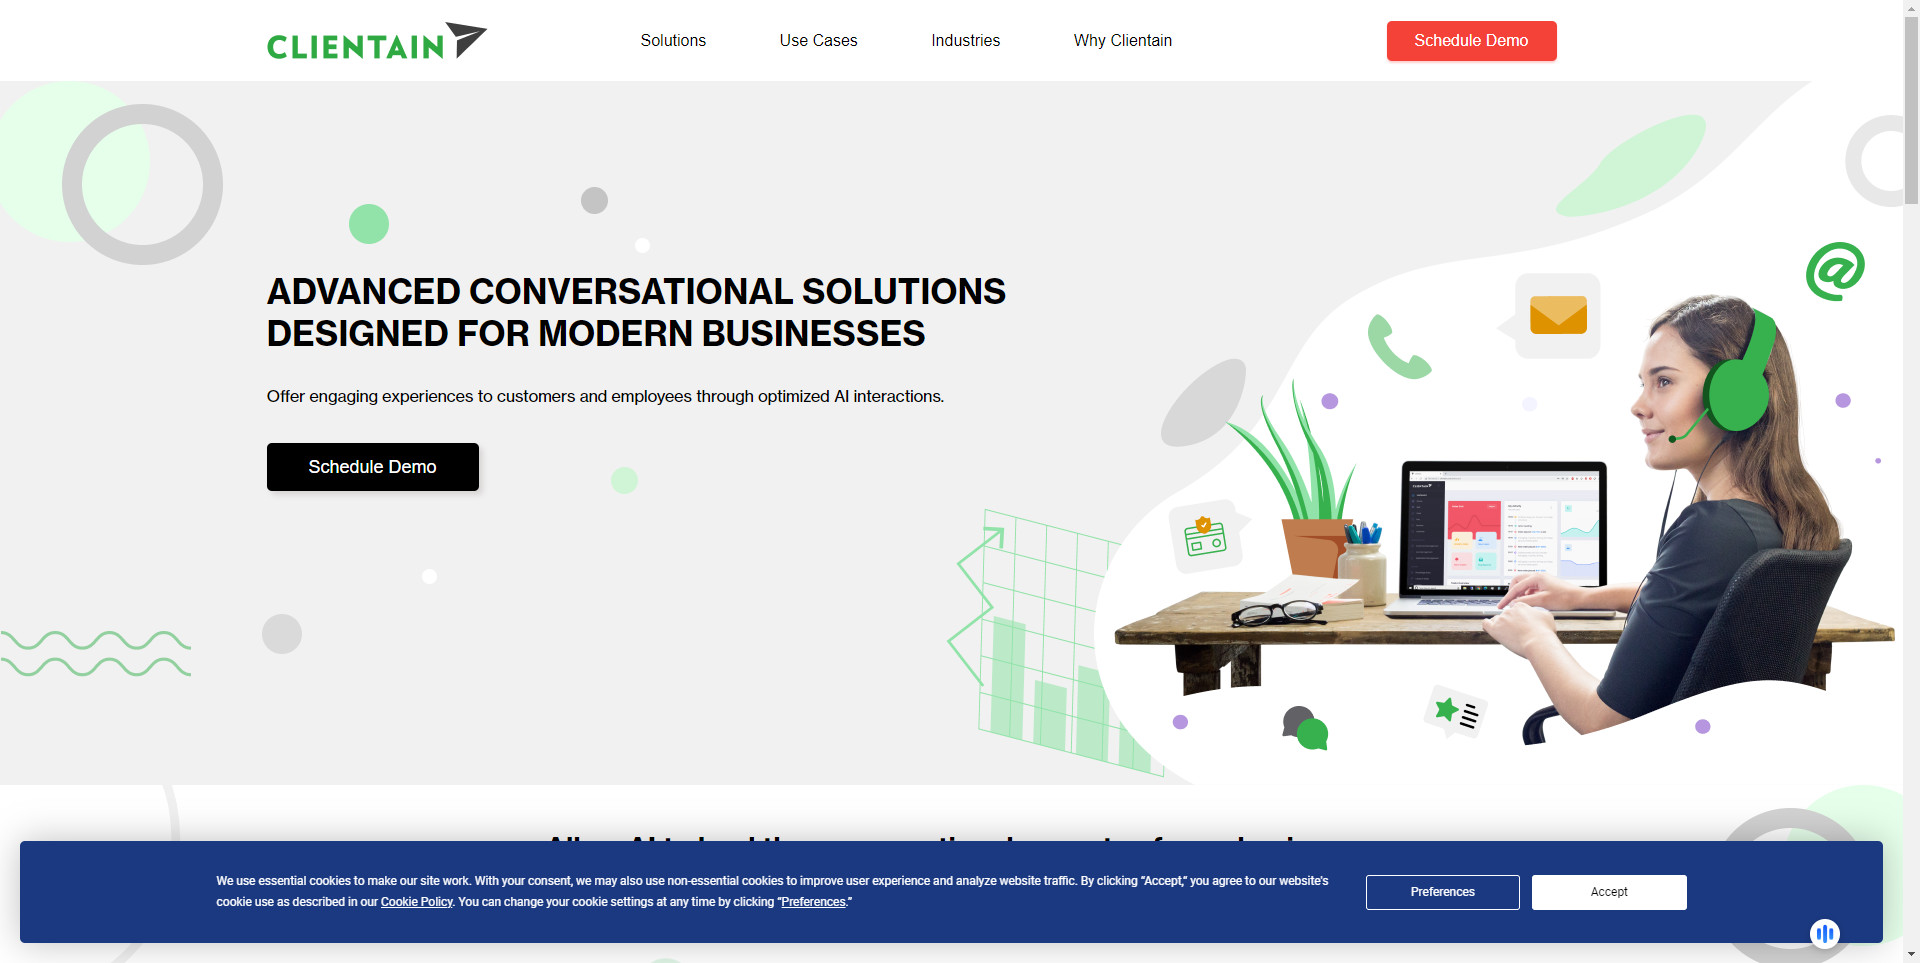 CLIENTAIN
Solutions
Use Cases
Industries
Why Clientain
Schedule Demo
ADVANCED CONVERSATIONAL SOLUTIONS
DESIGNED FOR MODERN BUSINESSES
Offer engaging experiences to customers and employees through optimized AI interactions.
Schedule Demo
We use essential cookies to make our site work. With your consent, we may also use non-essential cookies to improve user experience and analyze website traffic. By clicking “Accept,” you agree to our website's
cookie use as described in our Cookie Policy. You can change your cookie settings at any time by clicking “Preferences.”
Preferences
Accept